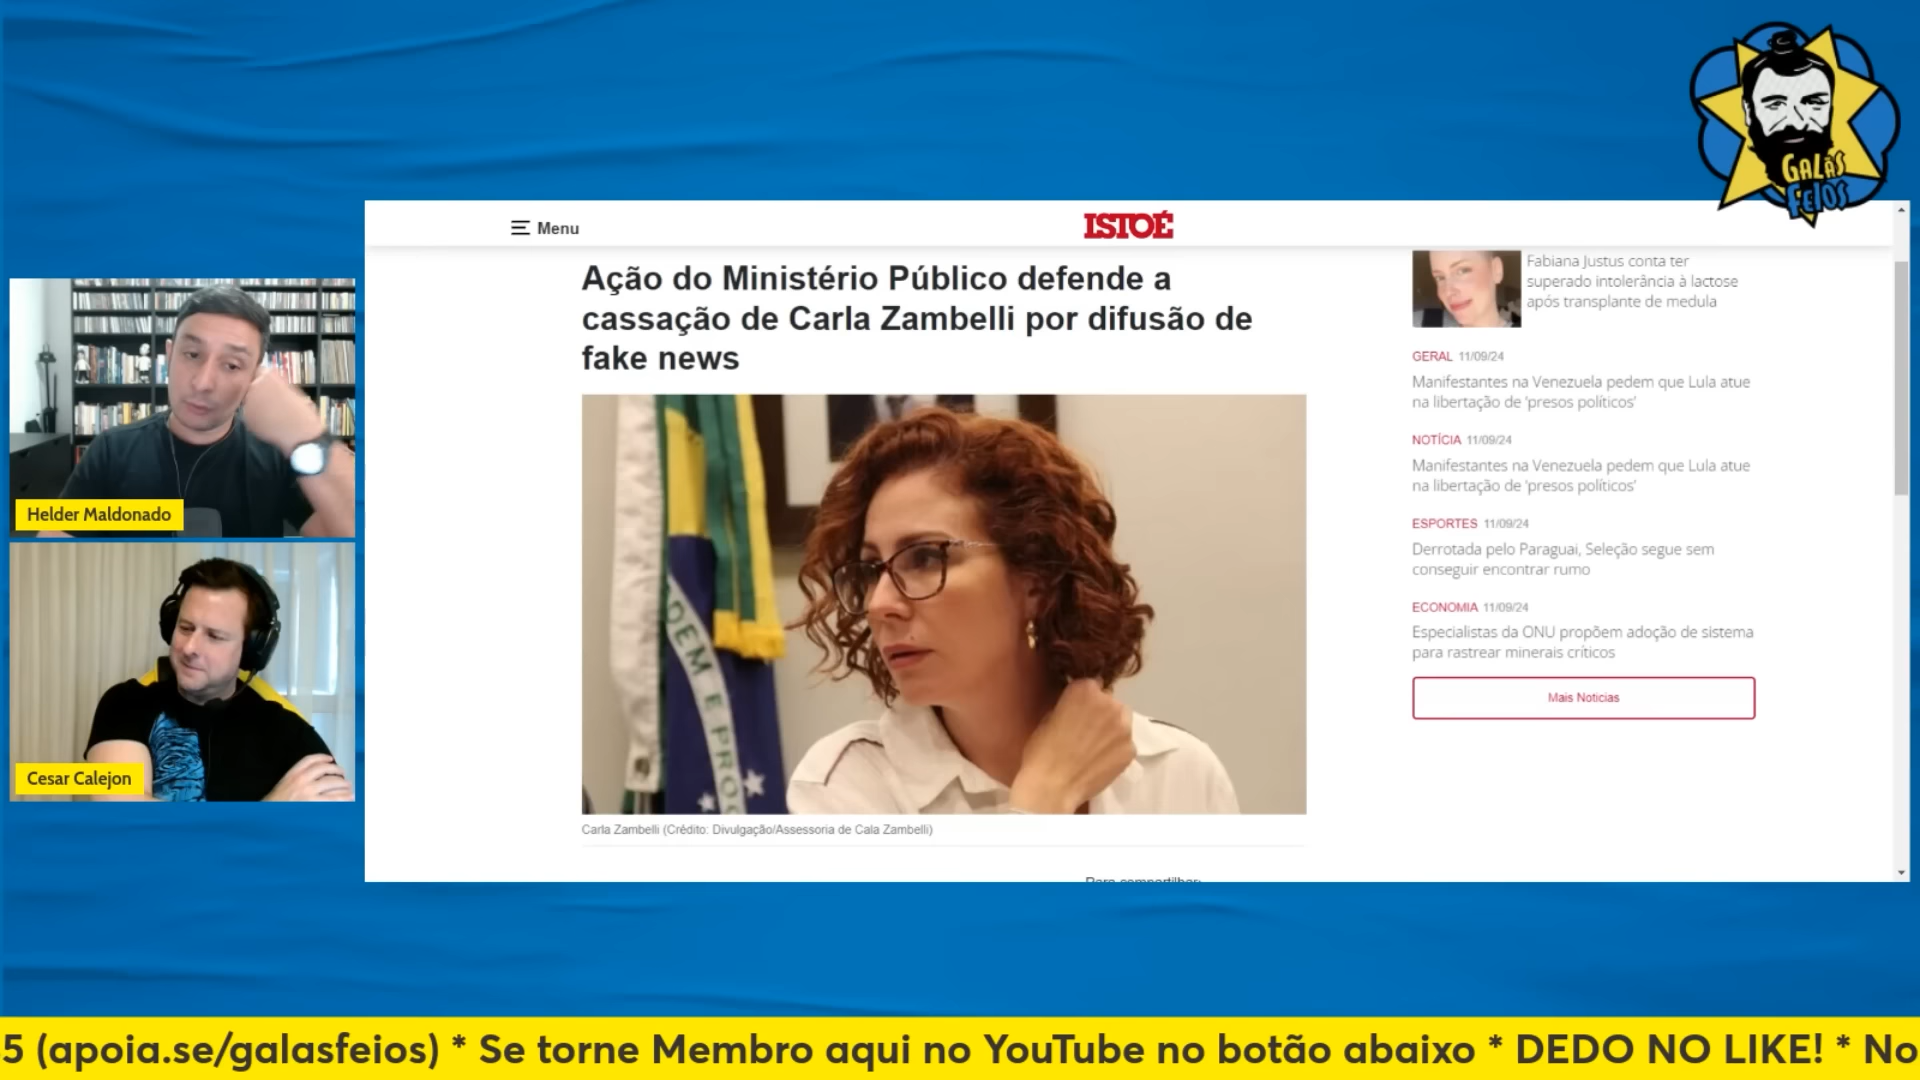 GALÃS
FEIOS
Menu
ISTOÉ
Ação do Ministério Público defende a
cassação de Carla Zambelli por difusão de
fake news
DEM E PROG
Carla Zambelli (Crédito: Divulgação/Assessoria de Cala Zambelli)
Para compartilhar:
Fabiana Justus conta ter
superado intolerância à lactose
após transplante de medula
GERAL 11/09/24
Manifestantes na Venezuela pedem que Lula atue
na libertação de ‘presos políticos’
NOTÍCIA 11/09/24
Manifestantes na Venezuela pedem que Lula atue
na libertação de ‘presos políticos’
ESPORTES 11/09/24
Derrotada pelo Paraguai, Seleção segue sem
conseguir encontrar rumo
ECONOMIA 11/09/24
Especialistas da ONU propõem adoção de sistema
para rastrear minerais críticos
Mais Noticias
Helder Maldonado
Cesar Calejon
5 (apoia.se/galasfeios) * Se torne Membro aqui no YouTube no botão abaixo * DEDO NO LIKE! * No